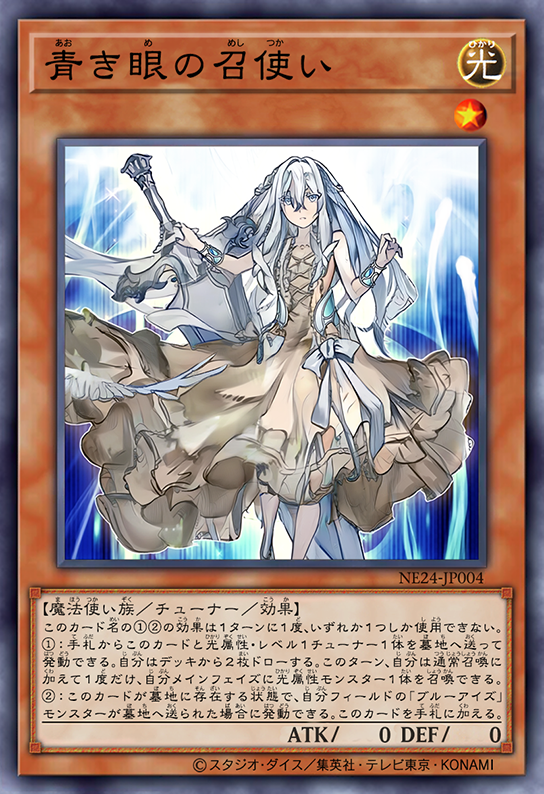 青き眼の召使い
光
NE24-JP004
【魔法使い族／チューナー／効果】
このカード名の①②の効果は1ターンに1度、いずれか1つしか使用できない。
①：手札からこのカードと光属性・レベル1チューナー1体を墓地へ送って
発動できる。自分はデッキから2枚ドローする。このターン、自分は通常召喚に
加えて1度だけ、自分メインフェイズに光属性モンスター1体を召喚できる。
②：このカードが墓地に存在する状態で、自分フィールドの「ブルーアイズ」
モンスターが墓地へ送られた場合に発動できる。このカードを手札に加える。
ATK/ 0 DEF/ 0
©スタジオ・ダイス／集英社・テレビ東京・KONAMI